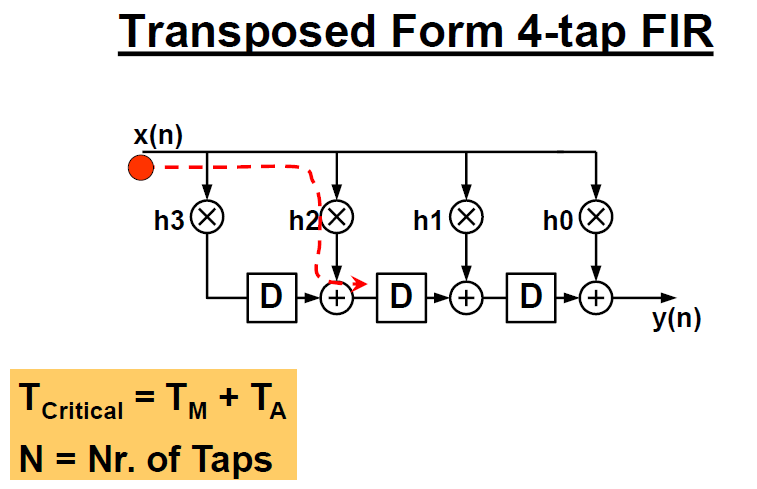 Transposed Form 4-tap FIR
x(n)
h3 h2 h1 h0
D D D
y(n)
TCritical = TM + TA
N = Nr. of Taps